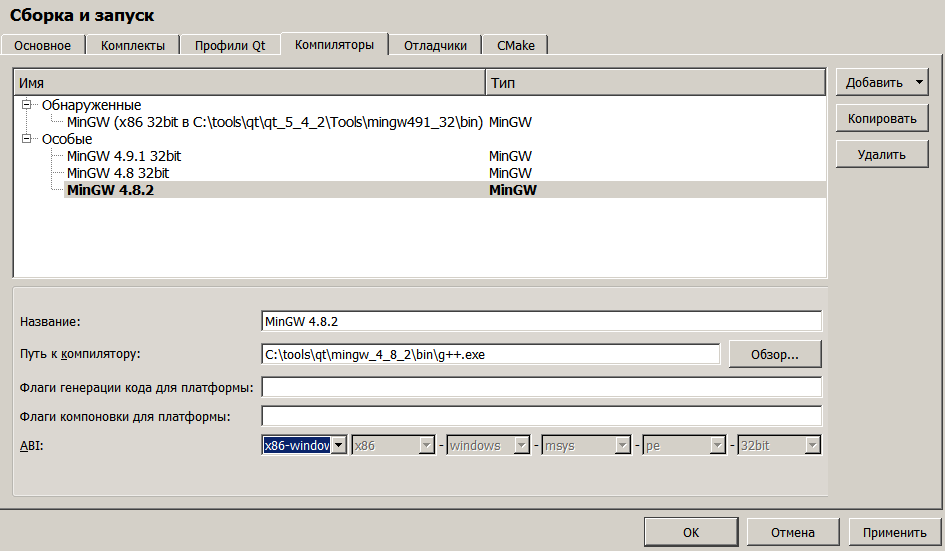 Сборка и запуск
Основное Комплекты Профили Qt Компиляторы Отладчики CMake
Имя Тип Добавить
Обнаруженные
MinGW (x86 32bit в C:\tools\qt\qt_5_4_2\Tools\mingw491_32\bin) MinGW Копировать
Особые
MinGW 4.9.1 32bit MinGW Удалить
MinGW 4.8 32bit MinGW
MinGW 4.8.2 MinGW
Название: MinGW 4.8.2
Путь к компилятору: C:\tools\qt\mingw_4_8_2\bin\g++.exe Обзор...
Флаги генерации кода для платформы:
Флаги компоновки для платформы:
ABI: x86-window x86 - windows - msys - pe - 32bit
OK Отмена Применить